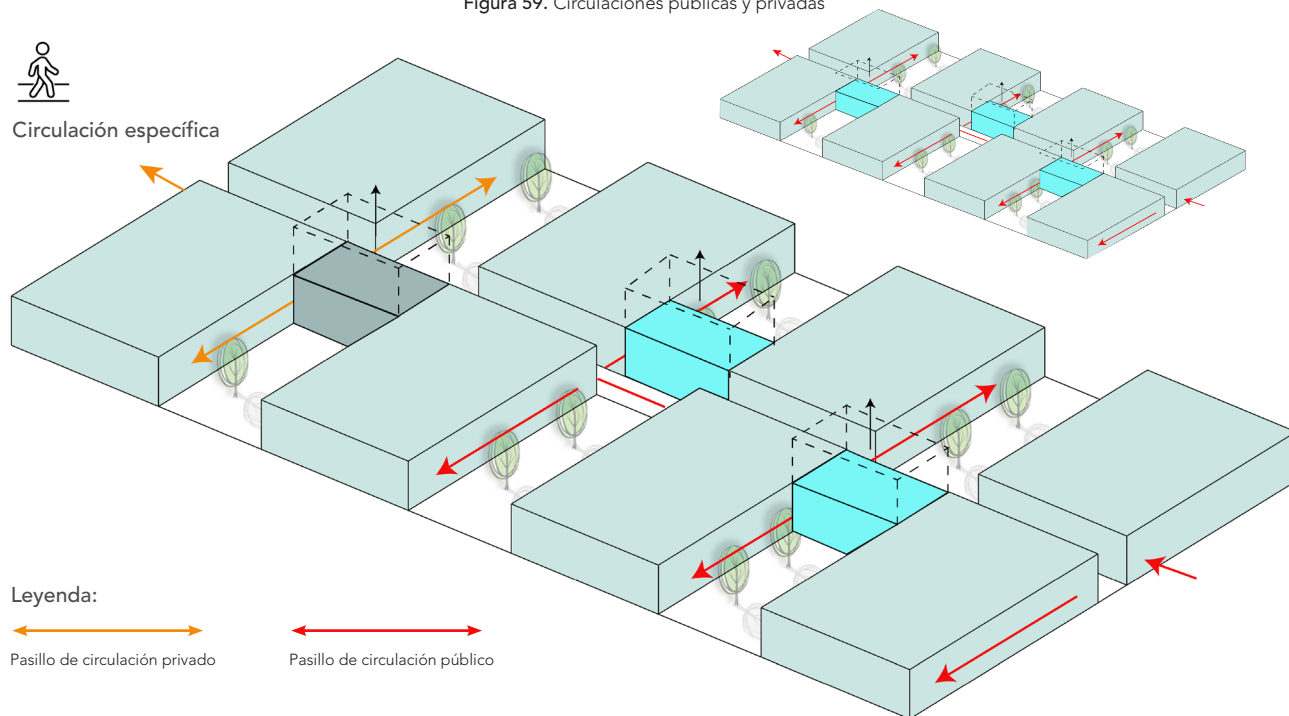 Figura 59. Circulaciones públicas y privadas
Circulación específica
Leyenda:
Pasillo de circulación privado
Pasillo de circulación público